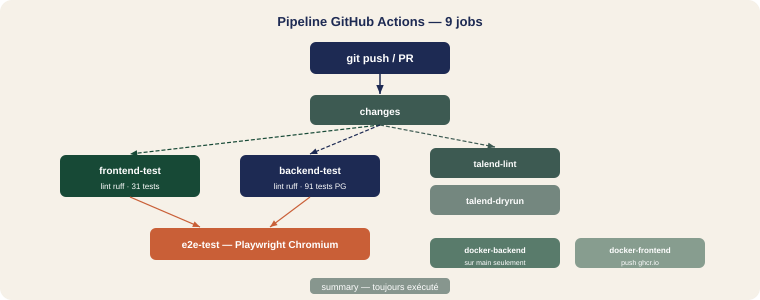 Pipeline GitHub Actions — 9 jobs
git push / PR
changes
frontend-test
lint ruff · 31 tests
backend-test
lint ruff · 91 tests PG
talend-lint
talend-dryrun
e2e-test — Playwright Chromium
docker-backend
sur main seulement
docker-frontend
push ghcr.io
summary — toujours exécuté